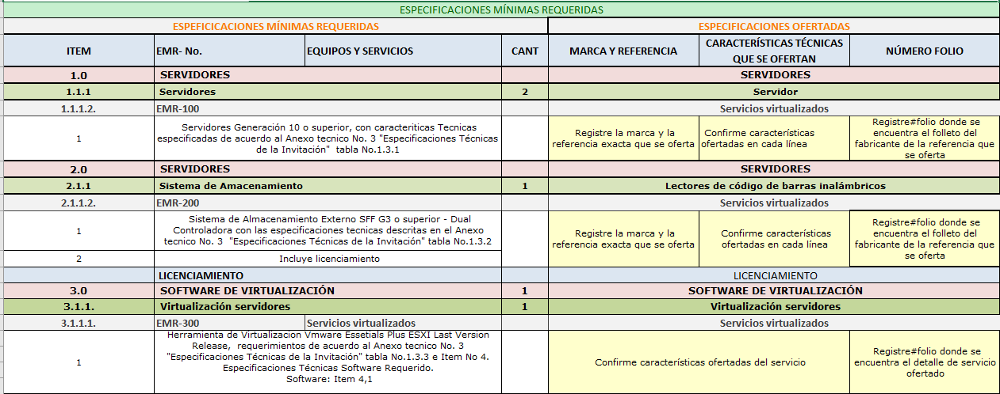 ESPECIFICACIONES MÍNIMAS REQUERIDAS
ESPEFICICACIONES MÍNIMAS REQUERIDAS ESPECIFICACIONES OFERTADAS
ITEM EMR- No. EQUIPOS Y SERVICIOS CANT MARCA Y REFERENCIA CARACTERÍSTICAS TÉCNICAS
QUE SE OFERTAN NÚMERO FOLIO
1.0 SERVIDORES SERVIDORES
1.1.1 Servidores 2 Servidor
1.1.1.2. EMR-100 Servicios virtualizados
1
Servidores Generación 10 o superior, con caracteriticas Tecnicas
especificadas de acuerdo al Anexo tecnico No. 3 "Especificaciones Técnicas
de la Invitación"  tabla No.1.3.1
Registre la marca y la
referencia exacta que se oferta
Confirme características
ofertadas en cada línea
Registre#folio donde se
encuentra el folleto del
fabricante de la referencia que
se oferta
2.0 SERVIDORES SERVIDORES
2.1.1 Sistema de Amacenamiento 1 Lectores de código de barras inalámbricos
2.1.1.2. EMR-200 Servicios virtualizados
1
Sistema de Almacenamiento Externo SFF G3 o superior - Dual
Controladora con las especificaciones tecnicas descritas en el Anexo
tecnico No. 3  "Especificaciones Técnicas de la Invitación" tabla No.1.3.2
2 Incluye licenciamiento
Registre la marca y la
referencia exacta que se oferta
Confirme características
ofertadas en cada línea
Registre#folio donde se
encuentra el folleto del
fabricante de la referencia que
se oferta
LICENCIAMIENTO LICENCIAMIENTO
3.0 SOFTWARE DE VIRTUALIZACIÓN 1 SOFTWARE DE VIRTUALIZACIÓN
3.1.1. Virtualización servidores 1 Virtualización servidores
3.1.1.1. EMR-300 Servicios virtualizados Servicios virtualizados
1
Herramienta de Virtualizacion Vmware Essetials Plus ESXI Last Version
Release,  requerimientos de acuerdo al Anexo tecnico No. 3
"Especificaciones Técnicas de la Invitación" tabla No.1.3.3 e Item No 4.
Especificaciones Técnicas Software Requerido.
Software: Item 4,1
Confirme características ofertadas del servicio
Registre#folio donde se
encuentra el detalle de servicio
ofertado